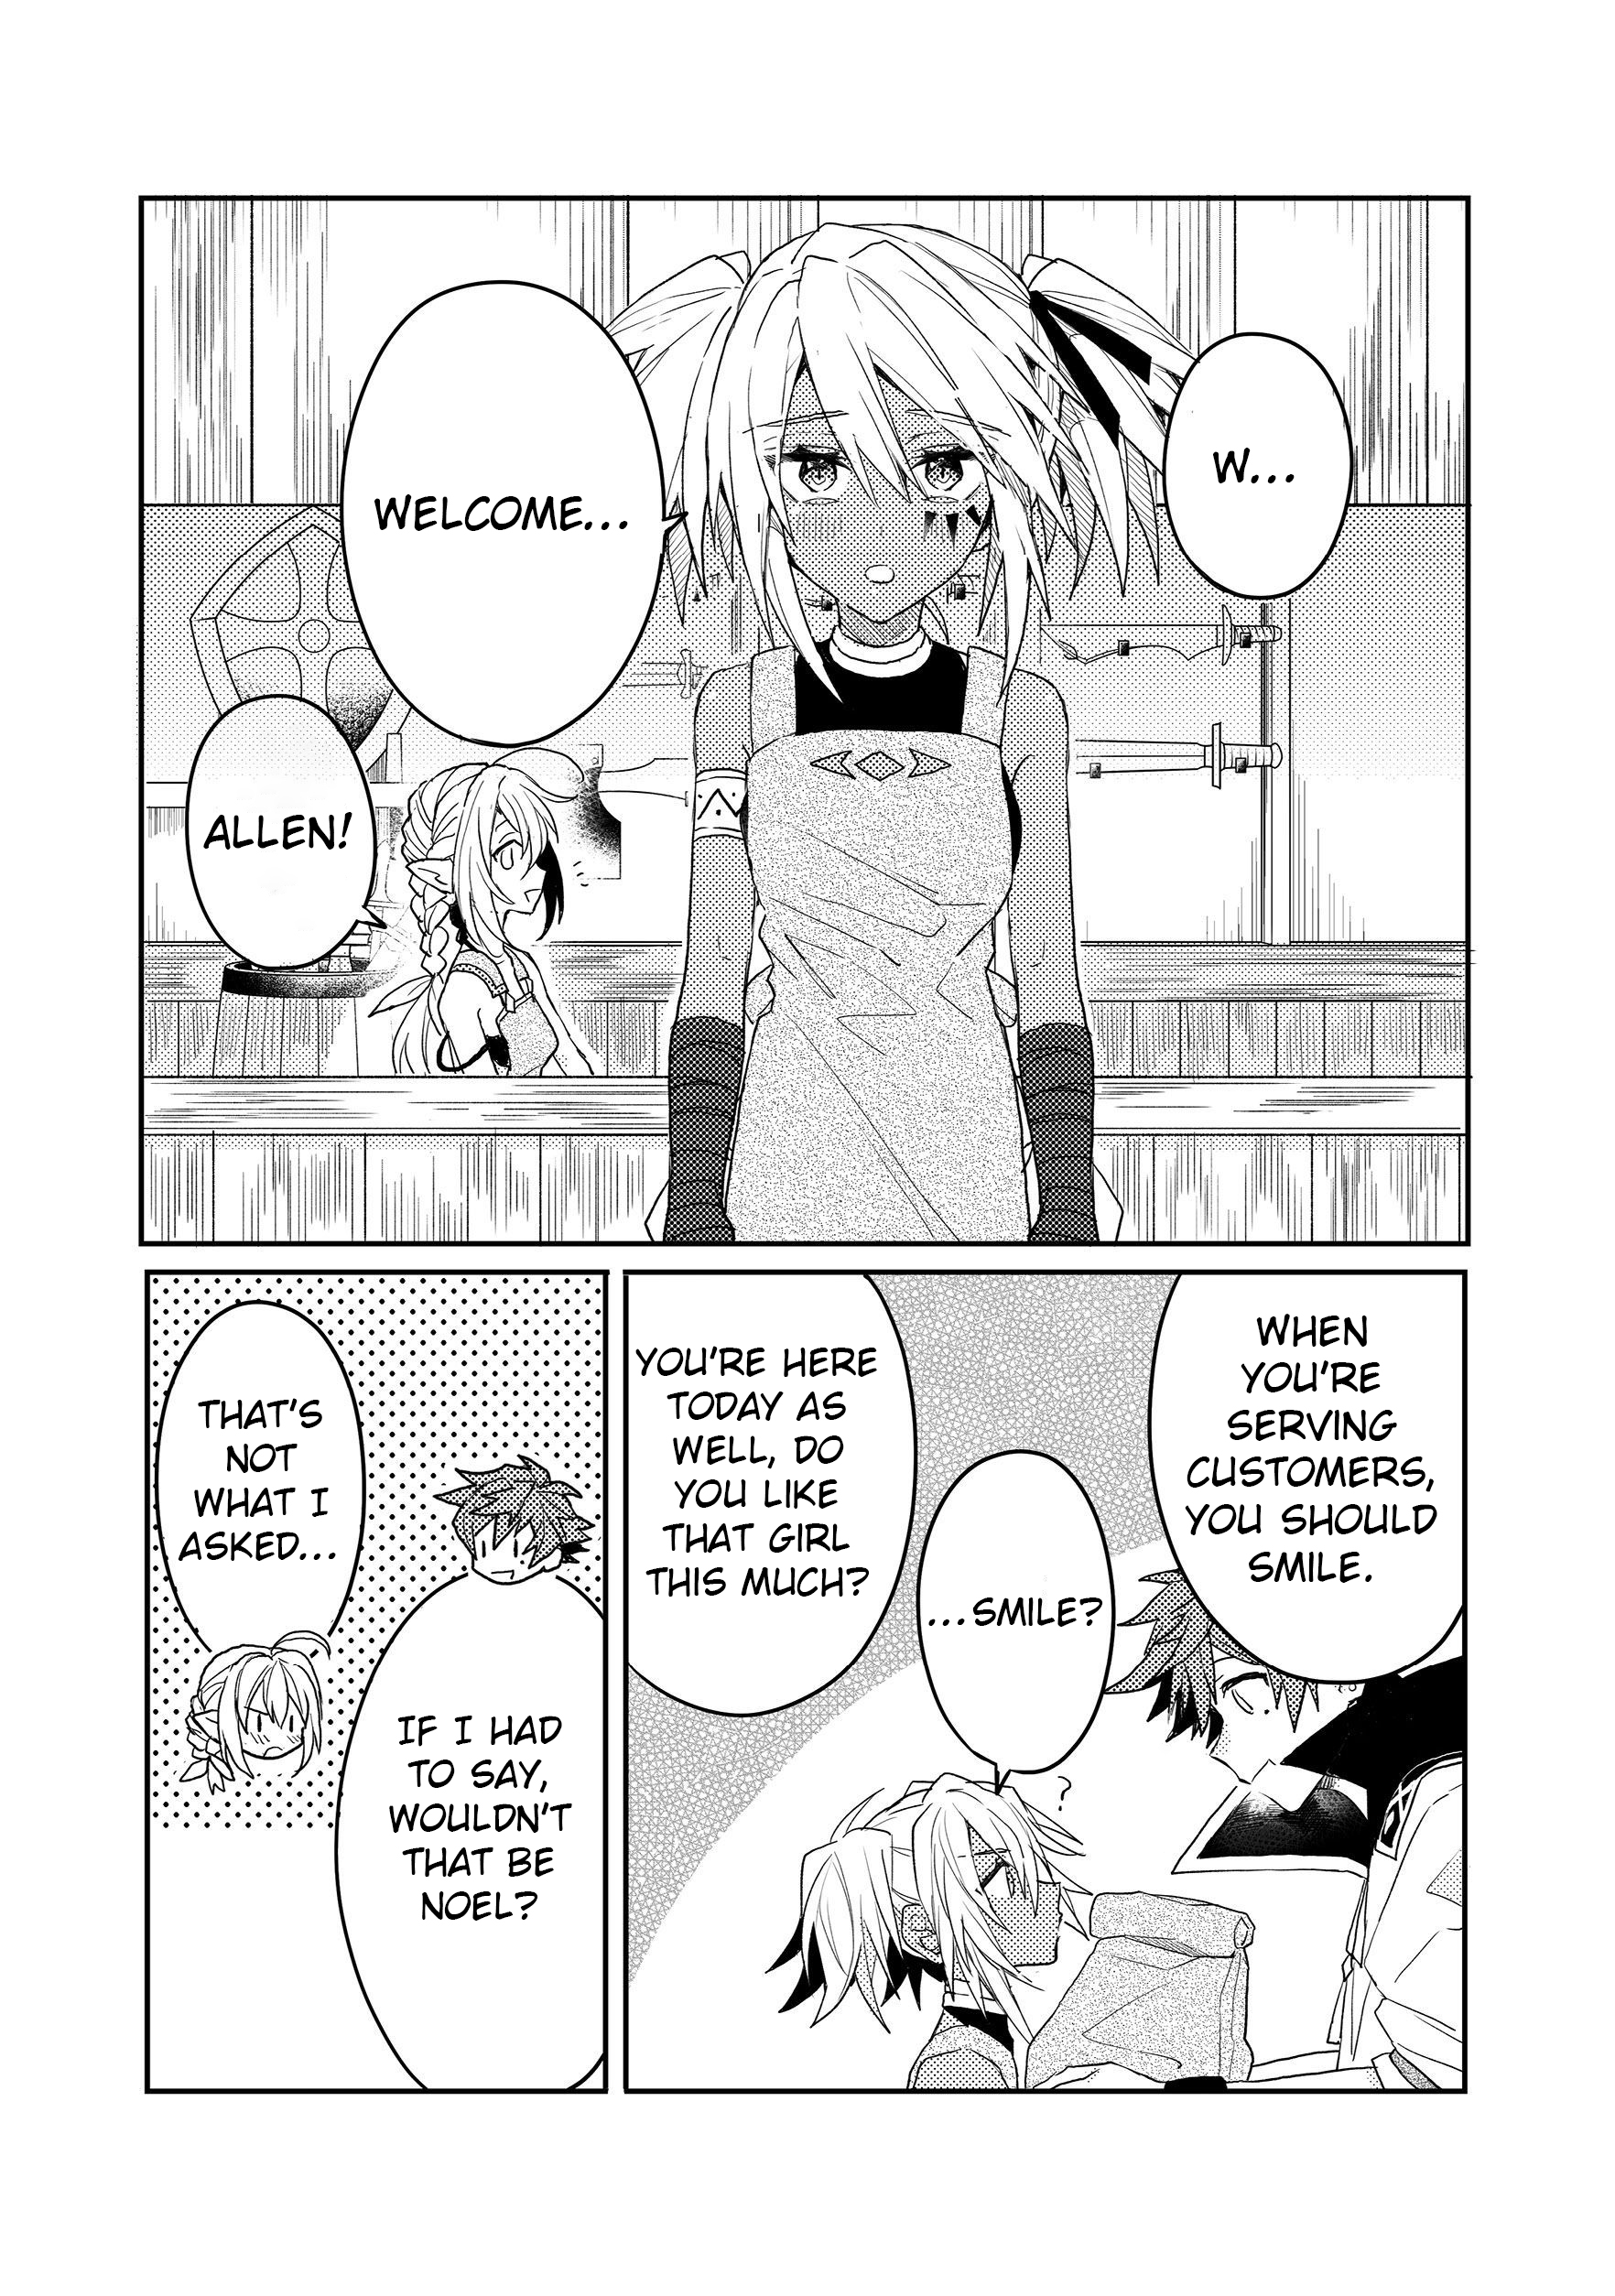 W...
WELCOME...
ALLEN!
WHEN
YOU'RE
SERVING
CUSTOMERS,
YOU SHOULD
SMILE.
...SMILE?
?
YOU'RE HERE
TODAY AS
WELL, DO
YOU LIKE
THAT GIRL
THIS MUCH?
IF I HAD
TO SAY,
WOULDN'T
THAT BE
NOEL?
THAT'S
NOT
WHAT I
ASKED...